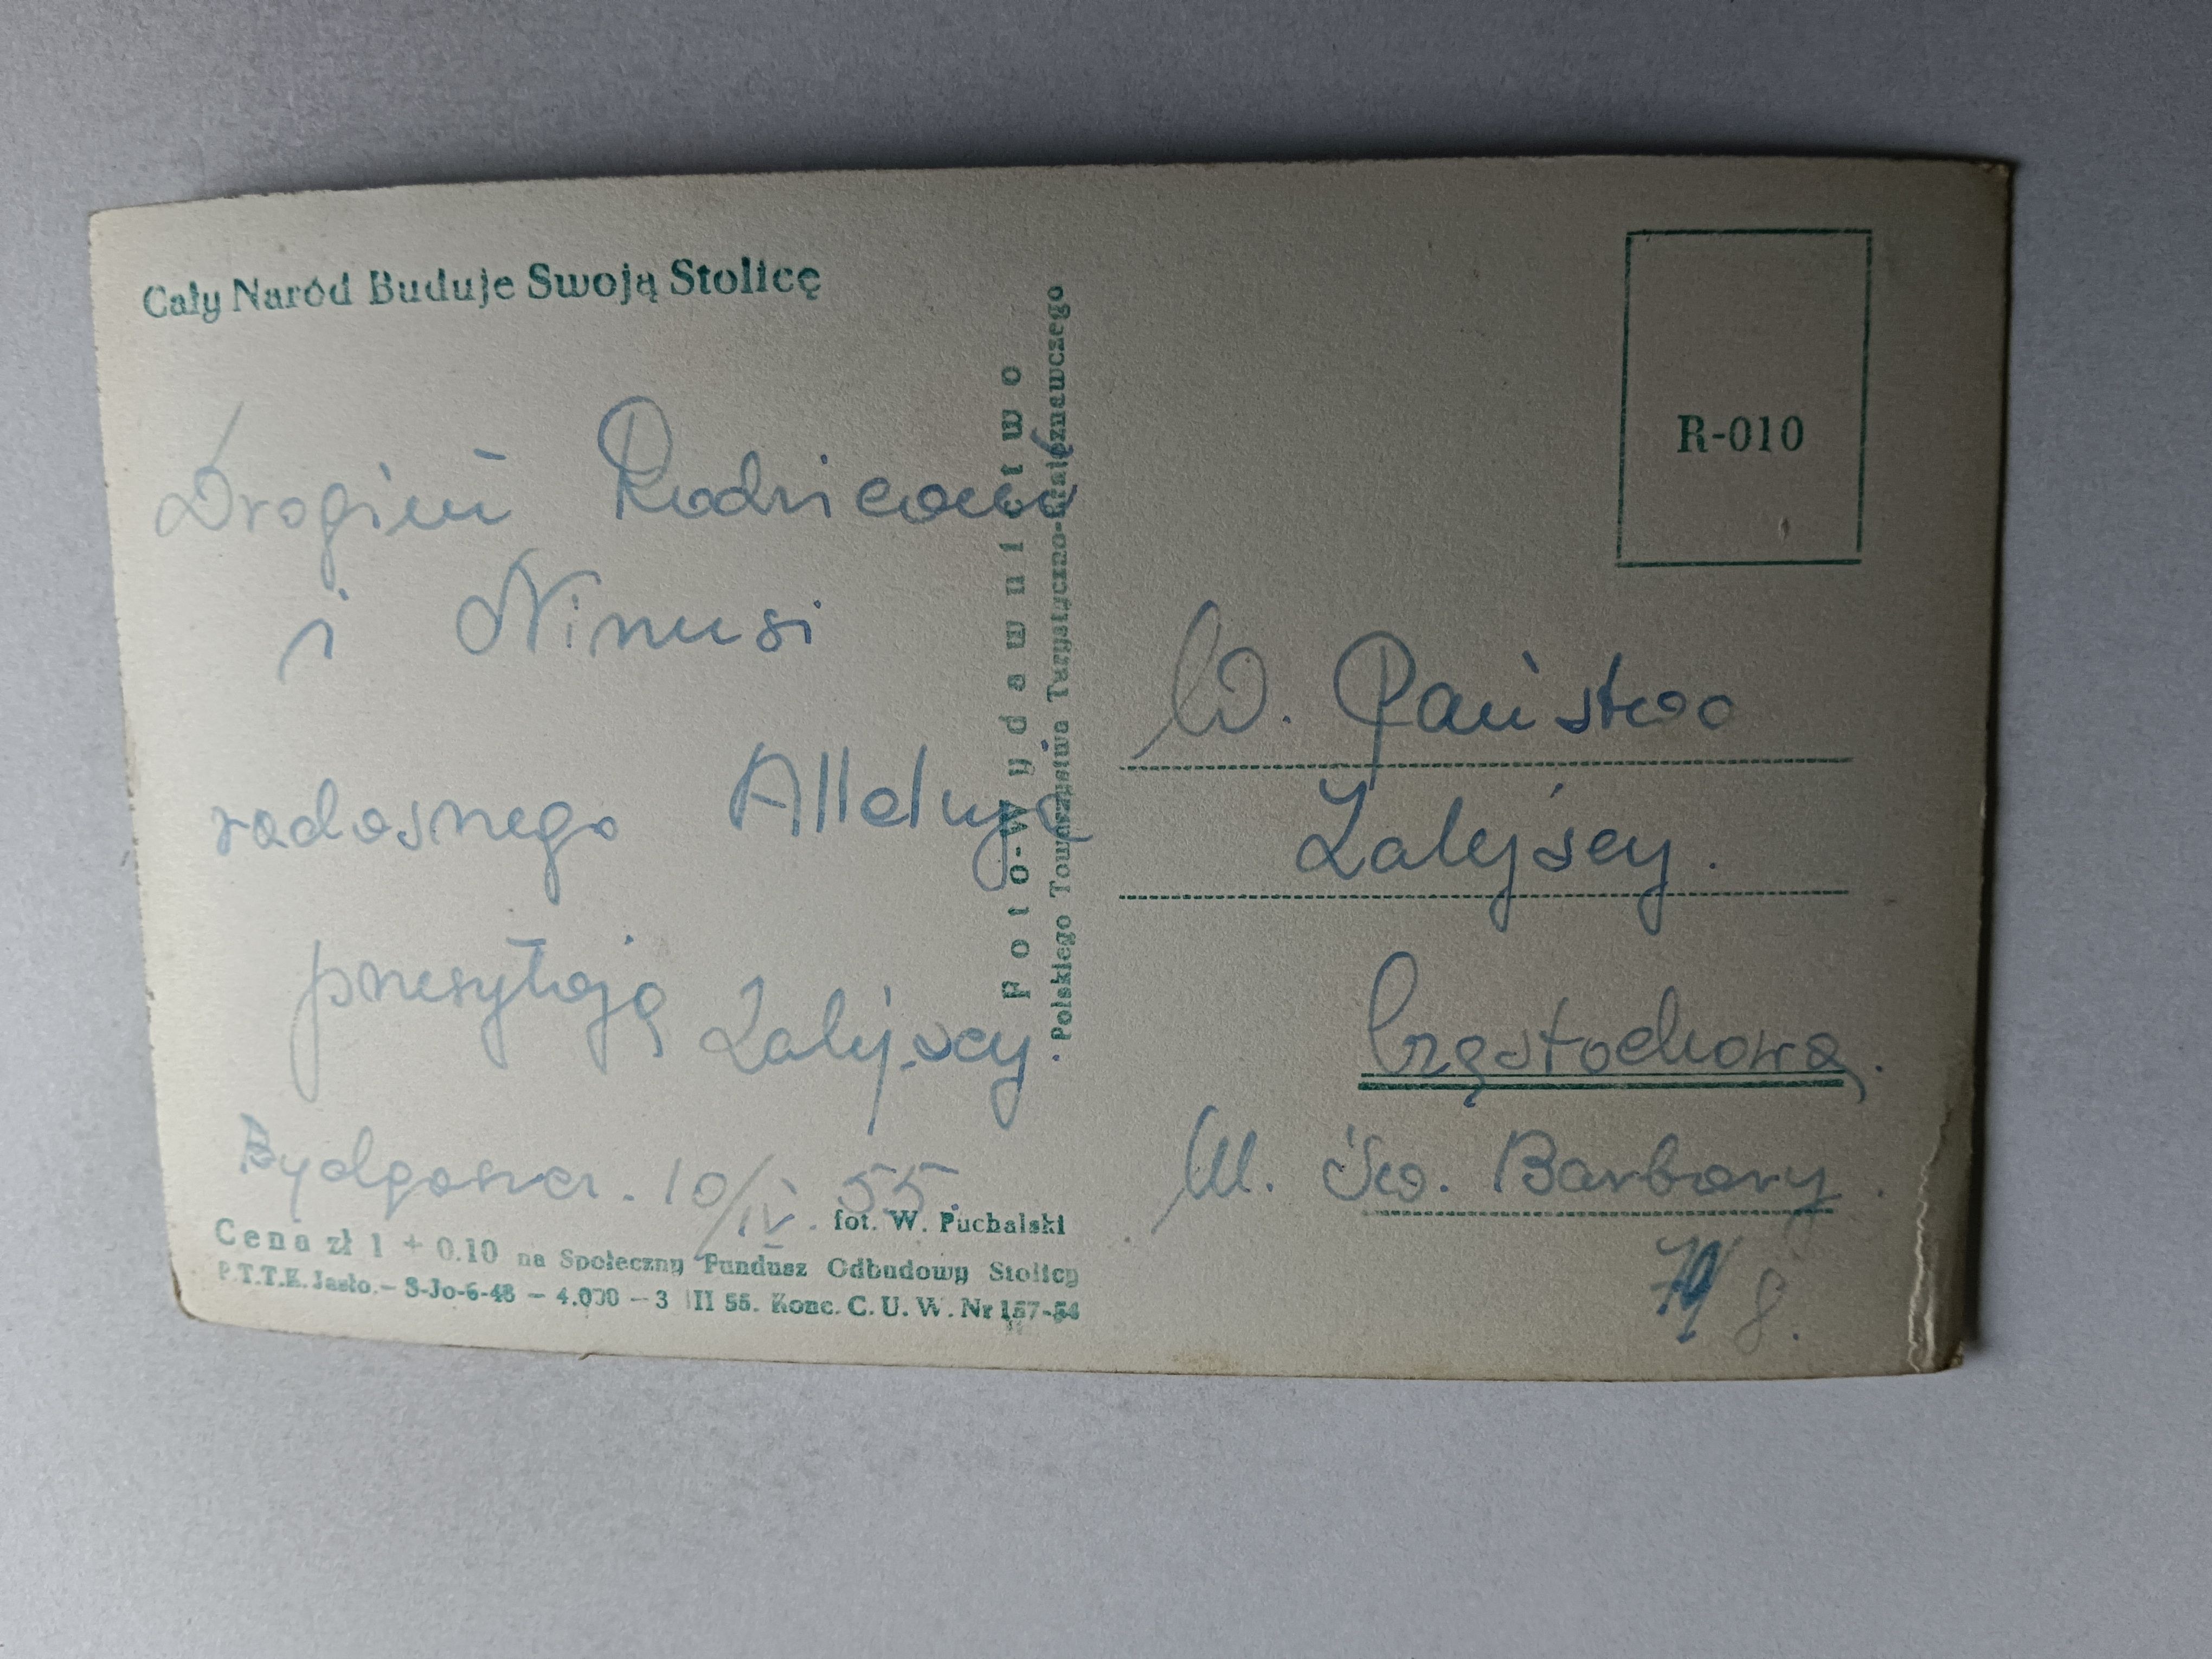 Cały Naród Buduje Swoją Stolicę
Drogim Rodzicom
i Ninusi
radosnego Alleluja
przesyłają Zalejscy.
Bydgoszcz. 10/IV. 55.
fot. W. Puchalski
Cena zł 1 + 0.10 na Społeczny Fundusz Odbudowy Stolicy
P.T.T.K. Jasło.— S-Jo-6-48 — 4.000 — 3 III 55. Konc. C. U. W. Nr 157-54
Foto-Wydawnictwo
Polskiego Towarzystwa Turystyczno-Krajoznawczego
R-010
W. Państwo
Zalejscy.
Częstochowa.
Ul. Św. Barbary.
8.